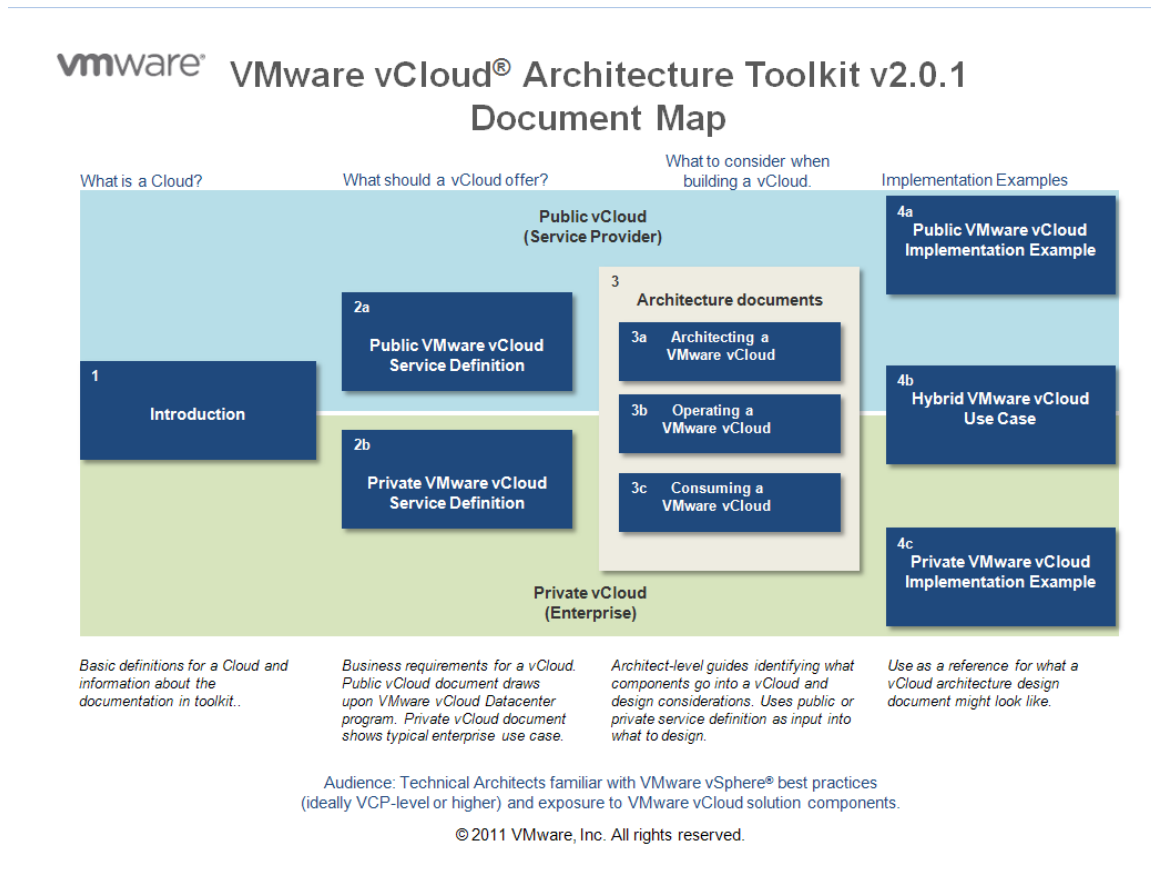 vmware®
VMware vCloud® Architecture Toolkit v2.0.1
Document Map
What is a Cloud?
What should a vCloud offer?
What to consider when
building a vCloud.
Implementation Examples
Public vCloud
(Service Provider)
1
Introduction
2a
Public VMware vCloud
Service Definition
2b
Private VMware vCloud
Service Definition
3
Architecture documents
3a Architecting a
VMware vCloud
3b Operating a
VMware vCloud
3c Consuming a
VMware vCloud
4a
Public VMware vCloud
Implementation Example
4b
Hybrid VMware vCloud
Use Case
4c
Private VMware vCloud
Implementation Example
Private vCloud
(Enterprise)
Basic definitions for a Cloud and
information about the
documentation in toolkit..
Business requirements for a vCloud.
Public vCloud document draws
upon VMware vCloud Datacenter
program. Private vCloud document
shows typical enterprise use case.
Architect-level guides identifying what
components go into a vCloud and
design considerations. Uses public or
private service definition as input into
what to design.
Use as a reference for what a
vCloud architecture design
document might look like.
Audience: Technical Architects familiar with VMware vSphere® best practices
(ideally VCP-level or higher) and exposure to VMware vCloud solution components.
© 2011 VMware, Inc. All rights reserved.